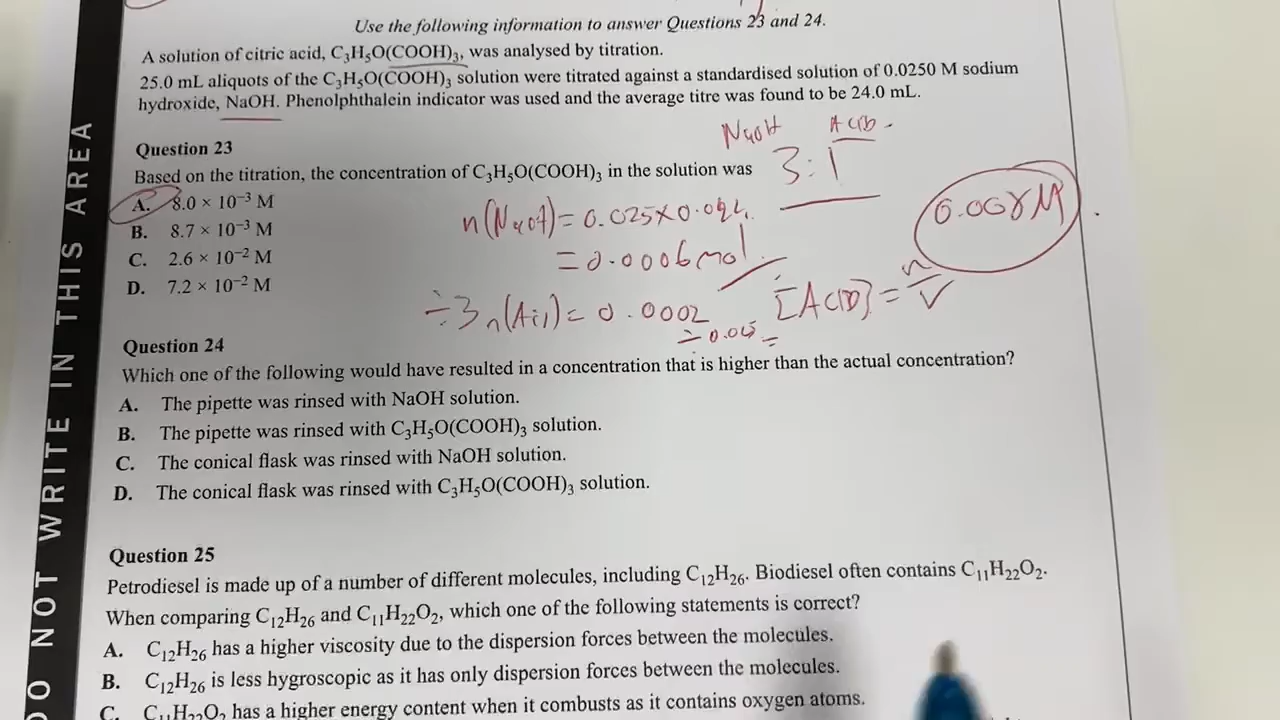 Use the following information to answer Questions 23 and 24.
A solution of citric acid, C₃H₅O(COOH)₃, was analysed by titration.
25.0 mL aliquots of the C₃H₅O(COOH)₃ solution were titrated against a standardised solution of 0.0250 M sodium
hydroxide, NaOH. Phenolphthalein indicator was used and the average titre was found to be 24.0 mL.
NaOH ACID
Question 23
Based on the titration, the concentration of C₃H₅O(COOH)₃ in the solution was
3:1
A. 8.0 × 10⁻³ M
B. 8.7 × 10⁻³ M
C. 2.6 × 10⁻² M
D. 7.2 × 10⁻² M
n(NaOH) = 0.025×0.024
= 0.0006 mol
0.008 M
÷3 n(Acid) = 0.0002
÷ 0.025 =
[ACID] = n/V
Question 24
Which one of the following would have resulted in a concentration that is higher than the actual concentration?
A. The pipette was rinsed with NaOH solution.
B. The pipette was rinsed with C₃H₅O(COOH)₃ solution.
C. The conical flask was rinsed with NaOH solution.
D. The conical flask was rinsed with C₃H₅O(COOH)₃ solution.
Question 25
Petrodiesel is made up of a number of different molecules, including C₁₂H₂₆. Biodiesel often contains C₁₁H₂₂O₂.
When comparing C₁₂H₂₆ and C₁₁H₂₂O₂, which one of the following statements is correct?
A. C₁₂H₂₆ has a higher viscosity due to the dispersion forces between the molecules.
B. C₁₂H₂₆ is less hygroscopic as it has only dispersion forces between the molecules.
C. C₁₁H₂₂O₂ has a higher energy content when it combusts as it contains oxygen atoms.
DO NOT WRITE IN THIS AREA